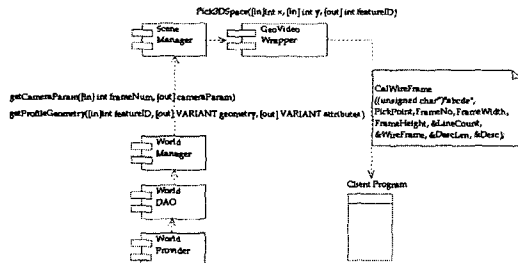 Pick3DSpace([in]int x, [in] int y, [out] int featureID)
Scene
Manager
GeoVideo
Wrapper
getCameraParam([in] int frameNum, [out] cameraParam)
getProfileGeometry([in]int featureID, [out] VARIANT geometry, [out] VARIANT attributes)
CalWireFrame
((unsigned char*)"abcde",
PickPoint, FrameNo, FrameWidth,
FrameHeight, &LineCount,
&WireFrame, &DescLen, &Desc);
World
Manager
World
DAO
World
Provider
Client Program